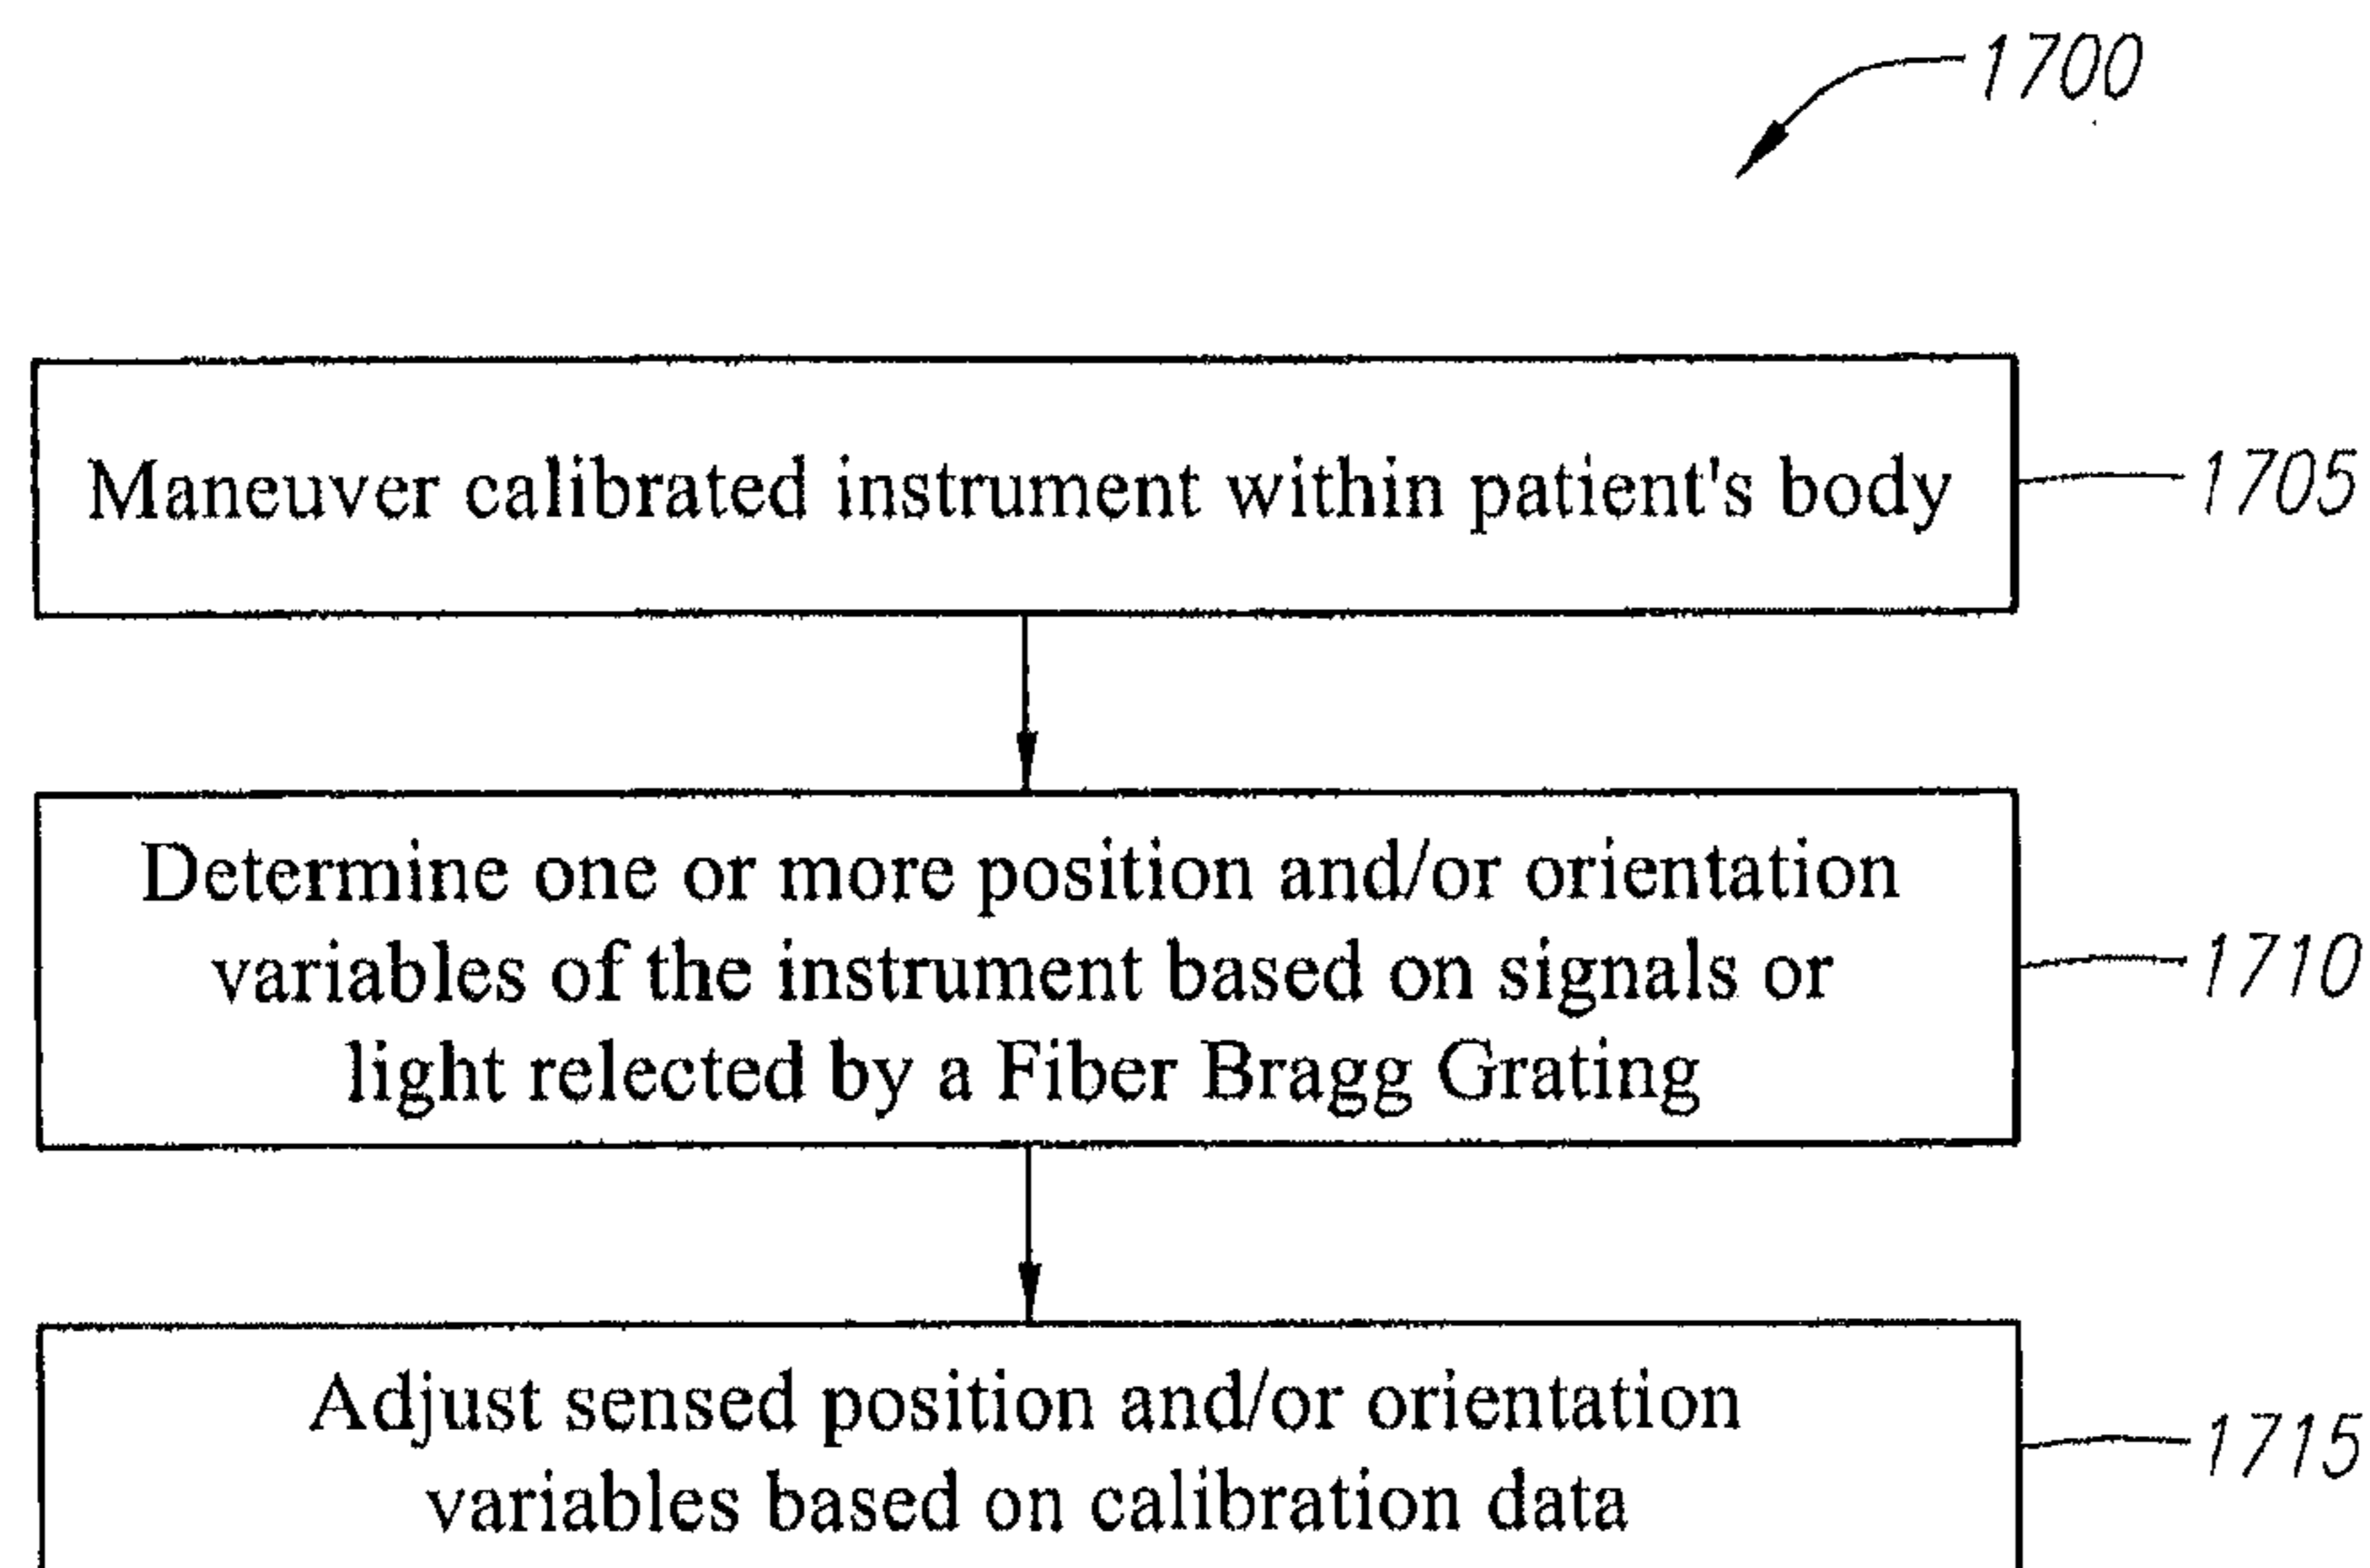 1700
Maneuver calibrated instrument within patient's body
1705
Determine one or more position and/or orientation
variables of the instrument based on signals or
1710
light relected by a Fiber Bragg Grating
Adjust sensed position and/or orientation
1715
variables based on calibration data